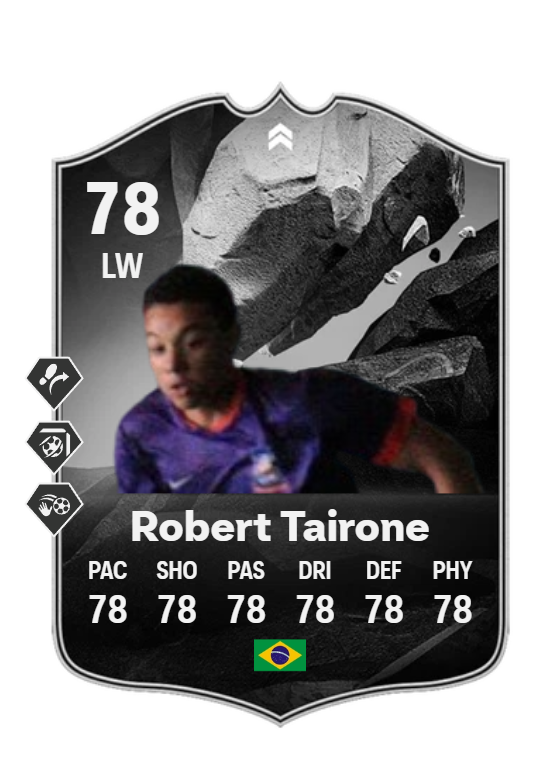 78
LW
Robert Tairone
PAC SHO PAS DRI DEF PHY
78 78 78 78 78 78